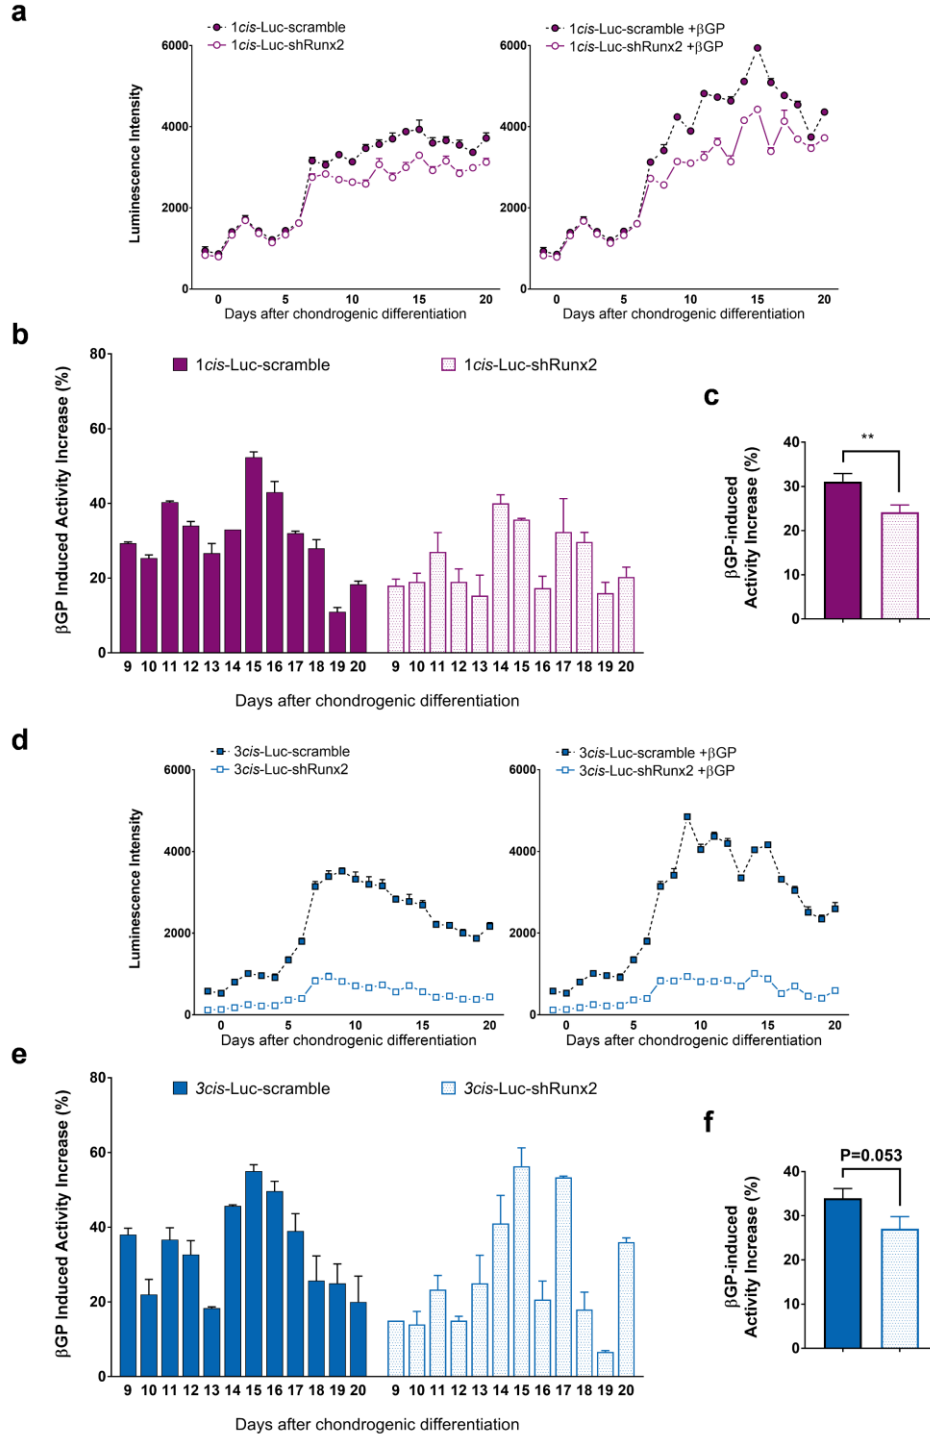 a
1cis-Luc-scramble
1cis-Luc-shRunx2
1cis-Luc-scramble +βGP
1cis-Luc-shRunx2 +βGP
Luminescence Intensity
6000
4000
2000
0
0 5 10 15 20
Days after chondrogenic differentiation
6000
4000
2000
0
0 5 10 15 20
Days after chondrogenic differentiation
b
1cis-Luc-scramble
1cis-Luc-shRunx2
βGP Induced Activity Increase (%)
80
60
40
20
0
9 10 11 12 13 14 15 16 17 18 19 20
9 10 11 12 13 14 15 16 17 18 19 20
Days after chondrogenic differentiation
c
βGP-induced
Activity Increase (%)
40
30
20
10
0
**
d
3cis-Luc-scramble
3cis-Luc-shRunx2
3cis-Luc-scramble +βGP
3cis-Luc-shRunx2 +βGP
Luminescence Intensity
6000
4000
2000
0
0 5 10 15 20
Days after chondrogenic differentiation
6000
4000
2000
0
0 5 10 15 20
Days after chondrogenic differentiation
e
3cis-Luc-scramble
3cis-Luc-shRunx2
βGP Induced Activity Increase (%)
80
60
40
20
0
9 10 11 12 13 14 15 16 17 18 19 20
9 10 11 12 13 14 15 16 17 18 19 20
Days after chondrogenic differentiation
f
P=0.053
βGP-induced
Activity Increase (%)
40
30
20
10
0